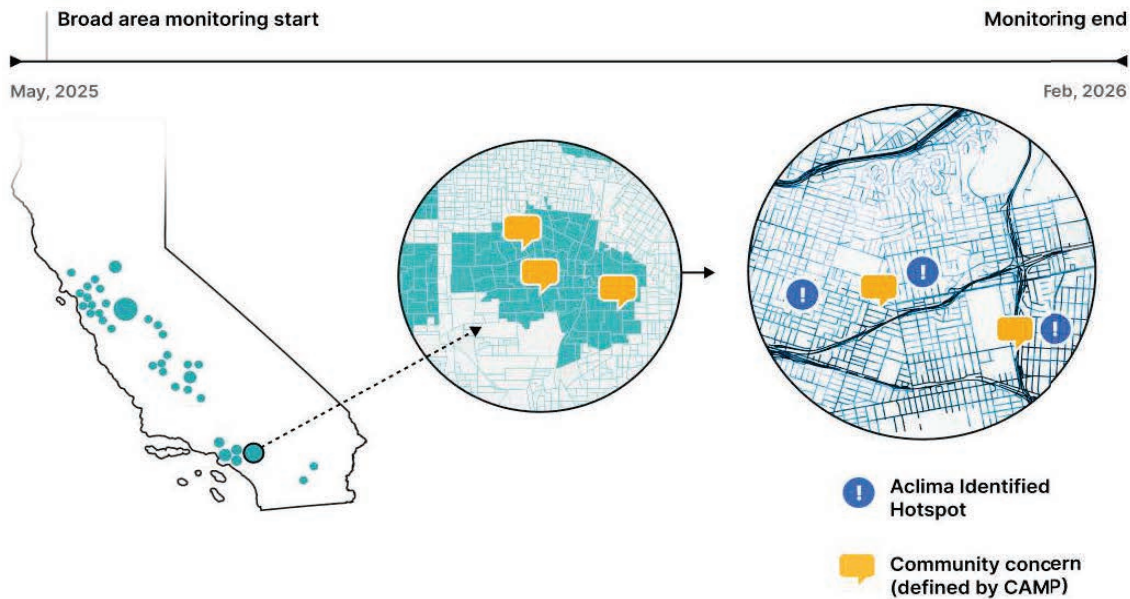 Broad area monitoring start
Monitoring end
May, 2025
Feb, 2026
!
!
!
! Aclima Identified
Hotspot
Community concern
(defined by CAMP)